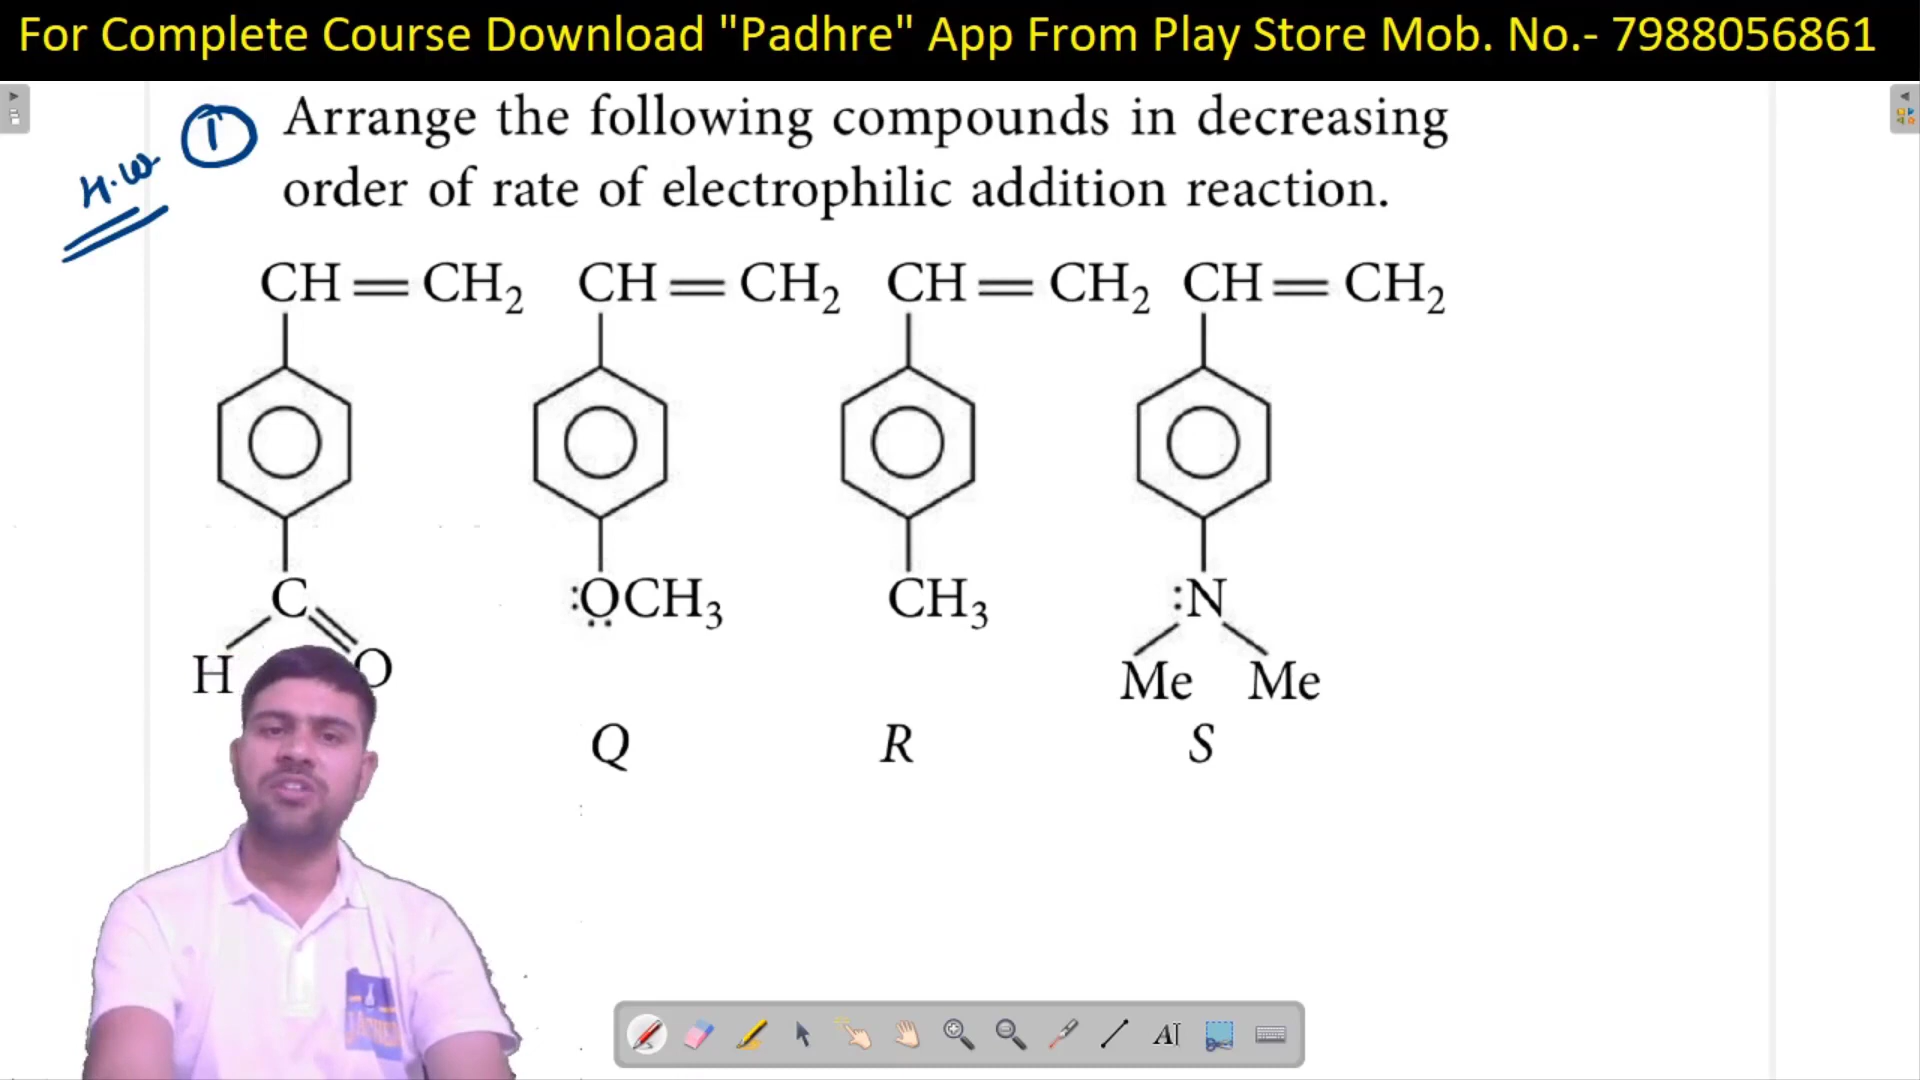 For Complete Course Download "Padhre" App From Play Store Mob. No.- 7988056861
H.W
1 Arrange the following compounds in decreasing
order of rate of electrophilic addition reaction.
CH=CH₂ CH=CH₂ CH=CH₂ CH=CH₂
C :OCH₃ CH₃ :N
H O Me Me
Q R S